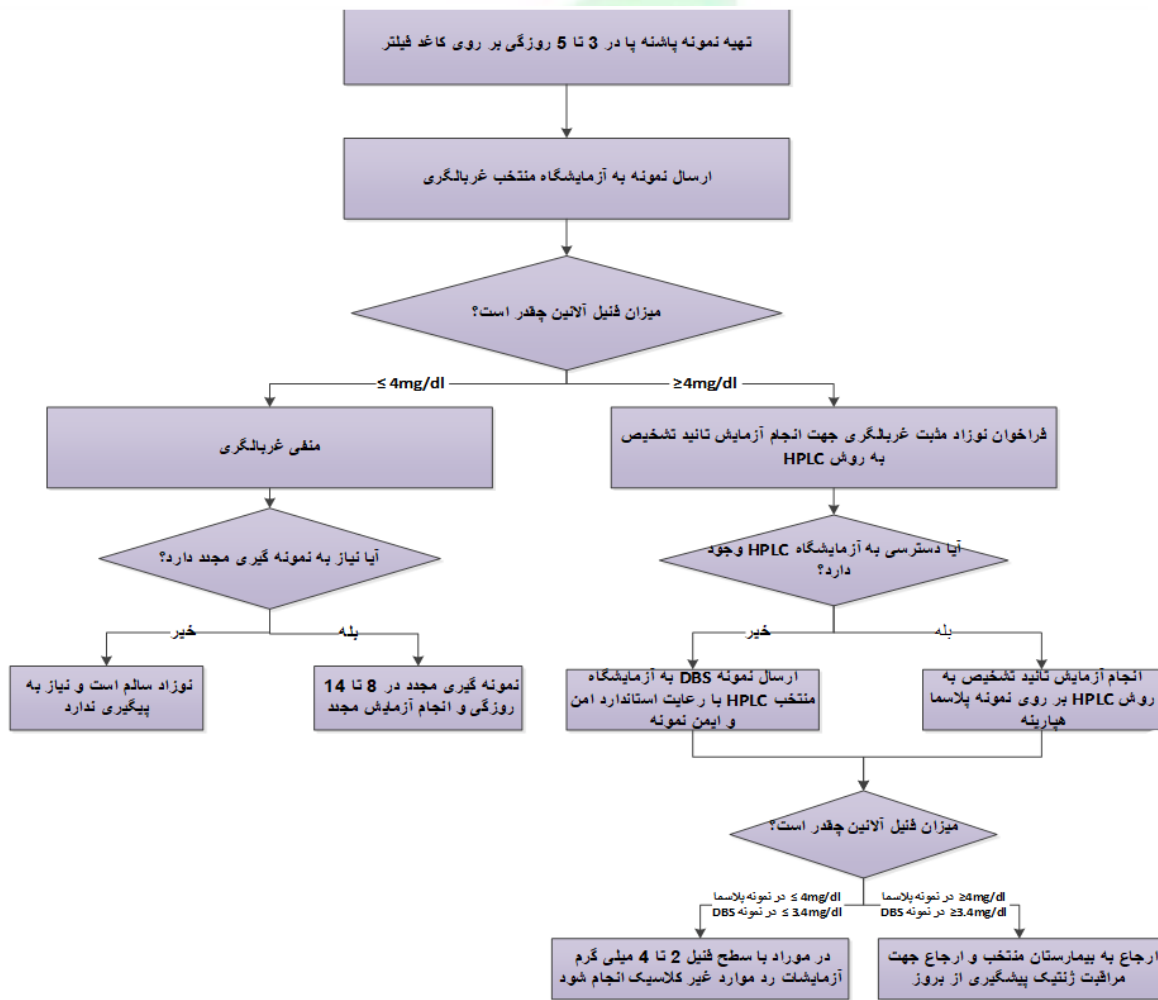 تهیه نمونه پاشنه پا در 3 تا 5 روزگی بر روی کاغذ فیلتر
ارسال نمونه به آزمایشگاه منتخب غربالگری
میزان فنیل آلانین چقدر است؟
≤ 4mg/dl
≥4mg/dl
منفی غربالگری
فراخوان نوزاد مثبت غربالگری جهت انجام آزمایش تائید تشخیص
به روش HPLC
آیا نیاز به نمونه گیری مجدد دارد؟
آیا دسترسی به آزمایشگاه HPLC وجود
دارد؟
خیر
بله
خیر
بله
نوزاد سالم است و نیاز به
پیگیری ندارد
نمونه گیری مجدد در 8 تا 14
روزگی و انجام آزمایش مجدد
ارسال نمونه DBS به آزمایشگاه
منتخب HPLC با رعایت استاندارد امن
و ایمن نمونه
انجام آزمایش تائید تشخیص به
روش HPLC بر روی نمونه پلاسما
هپارینه
میزان فنیل آلانین چقدر است؟
≤ 4mg/dl در نمونه پلاسما
≤ 3.4mg/dl در نمونه DBS
≥4mg/dl در نمونه پلاسما
≥3.4mg/dl در نمونه DBS
در موراد با سطح فنیل 2 تا 4 میلی گرم
آزمایشات رد موارد غیر کلاسیک انجام شود
ارجاع به بیمارستان منتخب و ارجاع جهت
مراقبت ژنتیک پیشگیری از بروز